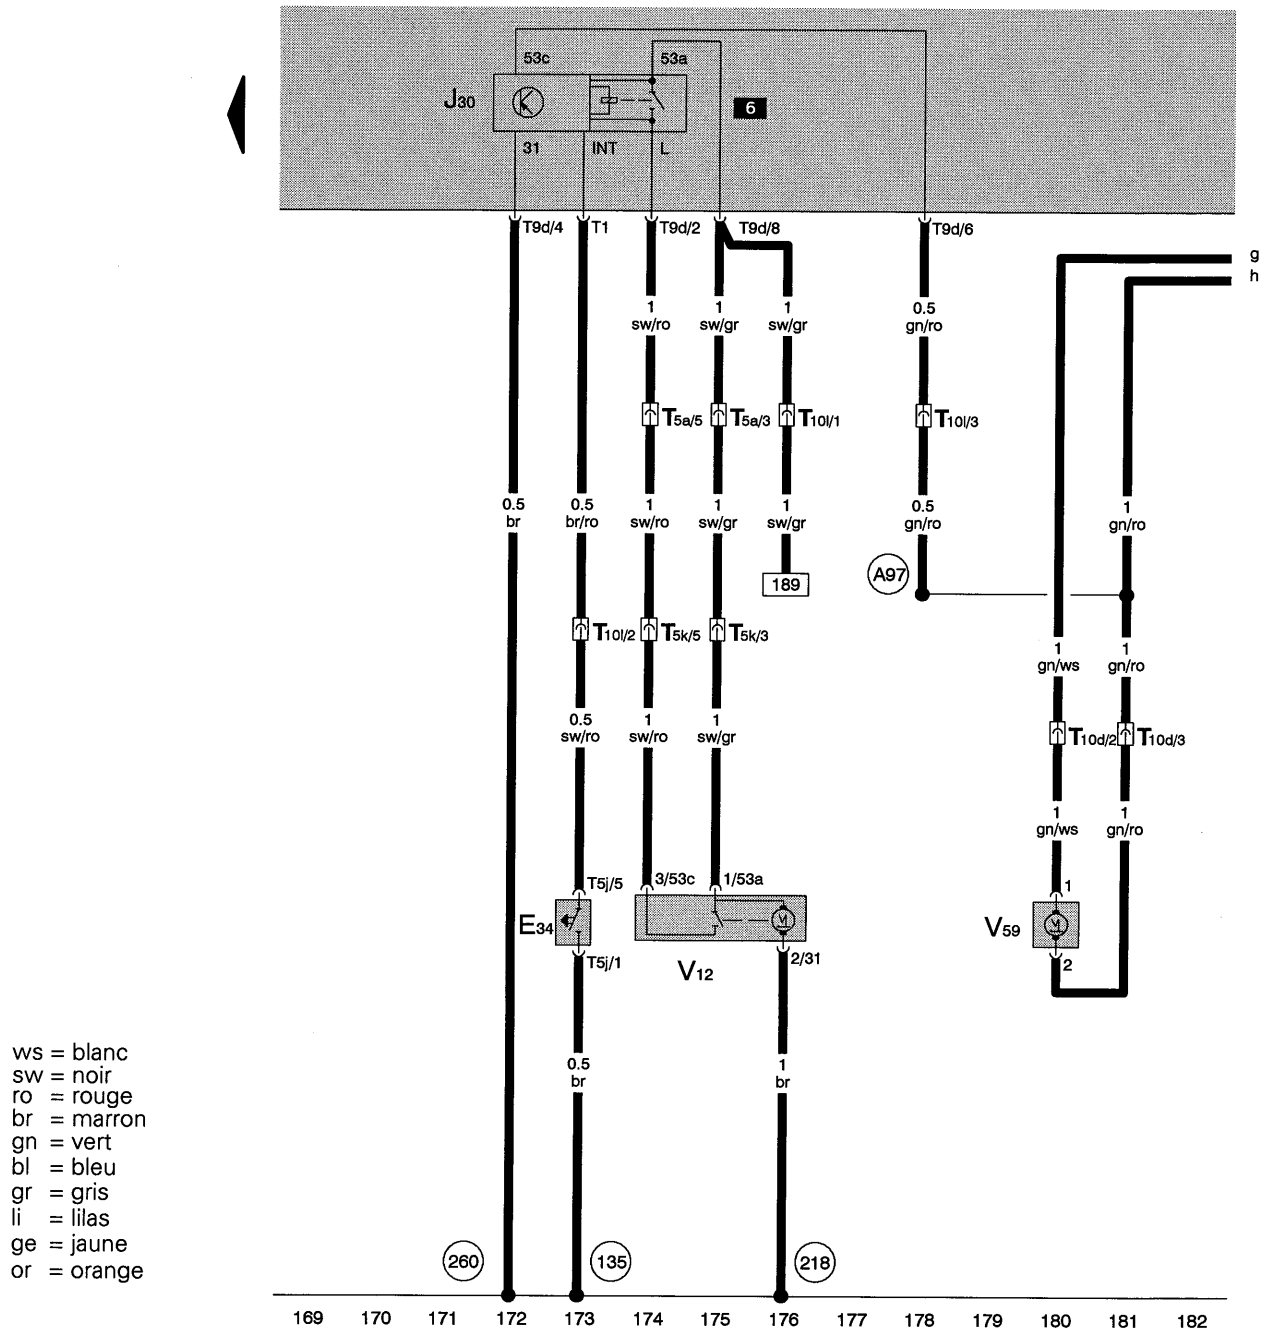 53c
53a
J30
6
31
INT
L
T9d/4
T1
T9d/2
T9d/8
T9d/6
g
h
1
sw/ro
1
sw/gr
1
sw/gr
0.5
gn/ro
T5a/5
T5a/3
T10l/1
T10l/3
0.5
br
0.5
br/ro
1
sw/ro
1
sw/gr
1
sw/gr
0.5
gn/ro
1
gn/ro
189
A97
T10l/2
T5k/5
T5k/3
1
gn/ws
1
gn/ro
0.5
sw/ro
1
sw/ro
1
sw/gr
T10d/2
T10d/3
1
gn/ws
1
gn/ro
T5j/5
3/53c
1/53a
1
E34
M
M
V59
T5j/1
V12
2/31
2
0.5
br
1
br
ws = blanc
sw = noir
ro = rouge
br = marron
gn = vert
bl = bleu
gr = gris
li = lilas
ge = jaune
or = orange
260
135
218
169 170 171 172 173 174 175 176 177 178 179 180 181 182